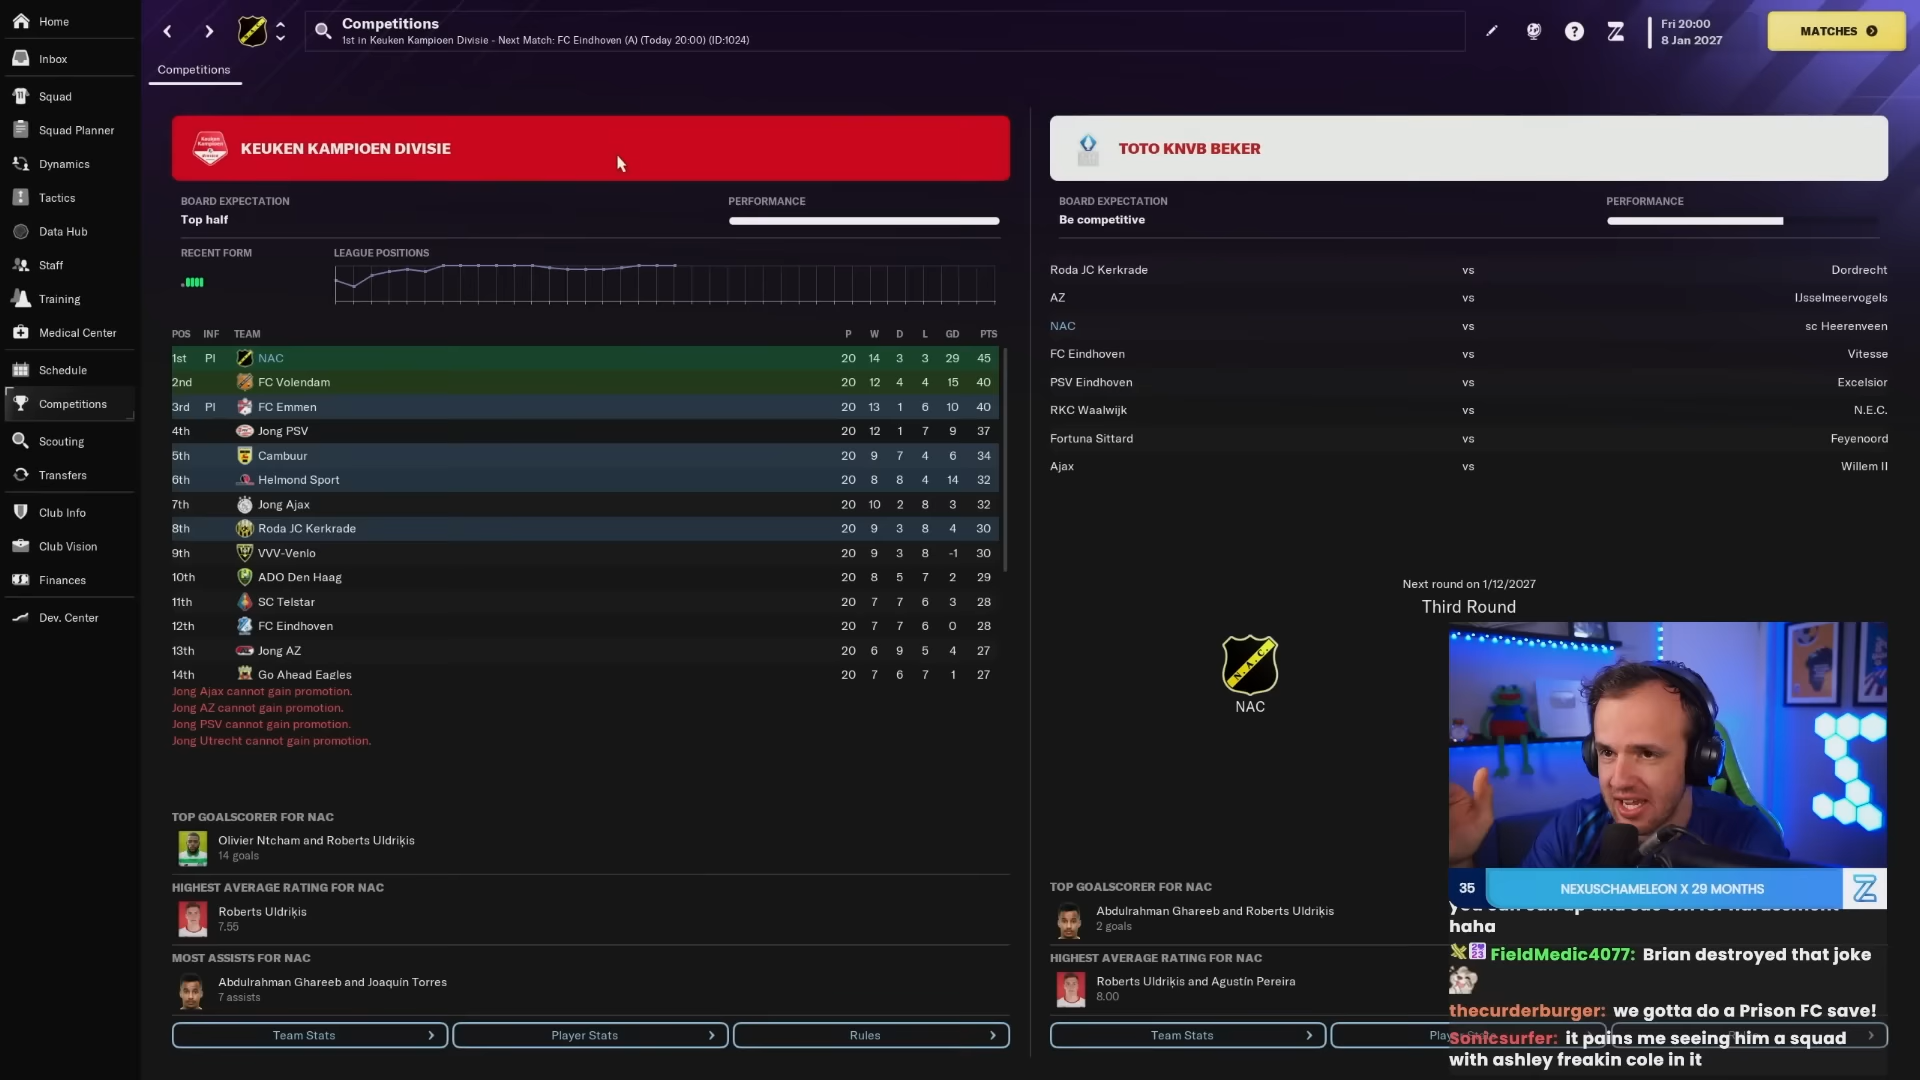 Home
Inbox
Squad
Squad Planner
Dynamics
Tactics
Data Hub
Staff
Training
Medical Center
Schedule
Competitions
Scouting
Transfers
Club Info
Club Vision
Finances
Dev. Center
Competitions
1st in Keuken Kampioen Divisie - Next Match: FC Eindhoven (A) (Today 20:00) (ID:1024)
Fri 20:00
8 Jan 2027
MATCHES
Competitions
KEUKEN KAMPIOEN DIVISIE
BOARD EXPECTATION PERFORMANCE
Top half
RECENT FORM LEAGUE POSITIONS
POS INF TEAM P W D L GD PTS
1st PI NAC 20 14 3 3 29 45
2nd FC Volendam 20 12 4 4 15 40
3rd PI FC Emmen 20 13 1 6 10 40
4th Jong PSV 20 12 1 7 9 37
5th Cambuur 20 9 7 4 6 34
6th Helmond Sport 20 8 8 4 14 32
7th Jong Ajax 20 10 2 8 3 32
8th Roda JC Kerkrade 20 9 3 8 4 30
9th VVV-Venlo 20 9 3 8 -1 30
10th ADO Den Haag 20 8 5 7 2 29
11th SC Telstar 20 7 7 6 3 28
12th FC Eindhoven 20 7 7 6 0 28
13th Jong AZ 20 6 9 5 4 27
14th Go Ahead Eagles 20 7 6 7 1 27
Jong Ajax cannot gain promotion.
Jong AZ cannot gain promotion.
Jong PSV cannot gain promotion.
Jong Utrecht cannot gain promotion.
TOP GOALSCORER FOR NAC
Olivier Ntcham and Roberts Uldriķis
14 goals
HIGHEST AVERAGE RATING FOR NAC
Roberts Uldriķis
7.55
MOST ASSISTS FOR NAC
Abdulrahman Ghareeb and Joaquín Torres
7 assists
Team Stats
Player Stats
Rules
TOTO KNVB BEKER
BOARD EXPECTATION PERFORMANCE
Be competitive
Roda JC Kerkrade vs Dordrecht
AZ vs IJsselmeervogels
NAC vs sc Heerenveen
FC Eindhoven vs Vitesse
PSV Eindhoven vs Excelsior
RKC Waalwijk vs N.E.C.
Fortuna Sittard vs Feyenoord
Ajax vs Willem II
Next round on 1/12/2027
Third Round
N.A.C.
NAC
TOP GOALSCORER FOR NAC
Abdulrahman Ghareeb and Roberts Uldriķis
2 goals
HIGHEST AVERAGE RATING FOR NAC
Roberts Uldriķis and Agustín Pereira
8.00
Team Stats
35 NEXUSCHAMELEON X 29 MONTHS
haha
FieldMedic4077: Brian destroyed that joke
thecurderburger: we gotta do a Prison FC save!
Sonicsurfer: it pains me seeing him a squad
with ashley freakin cole in it